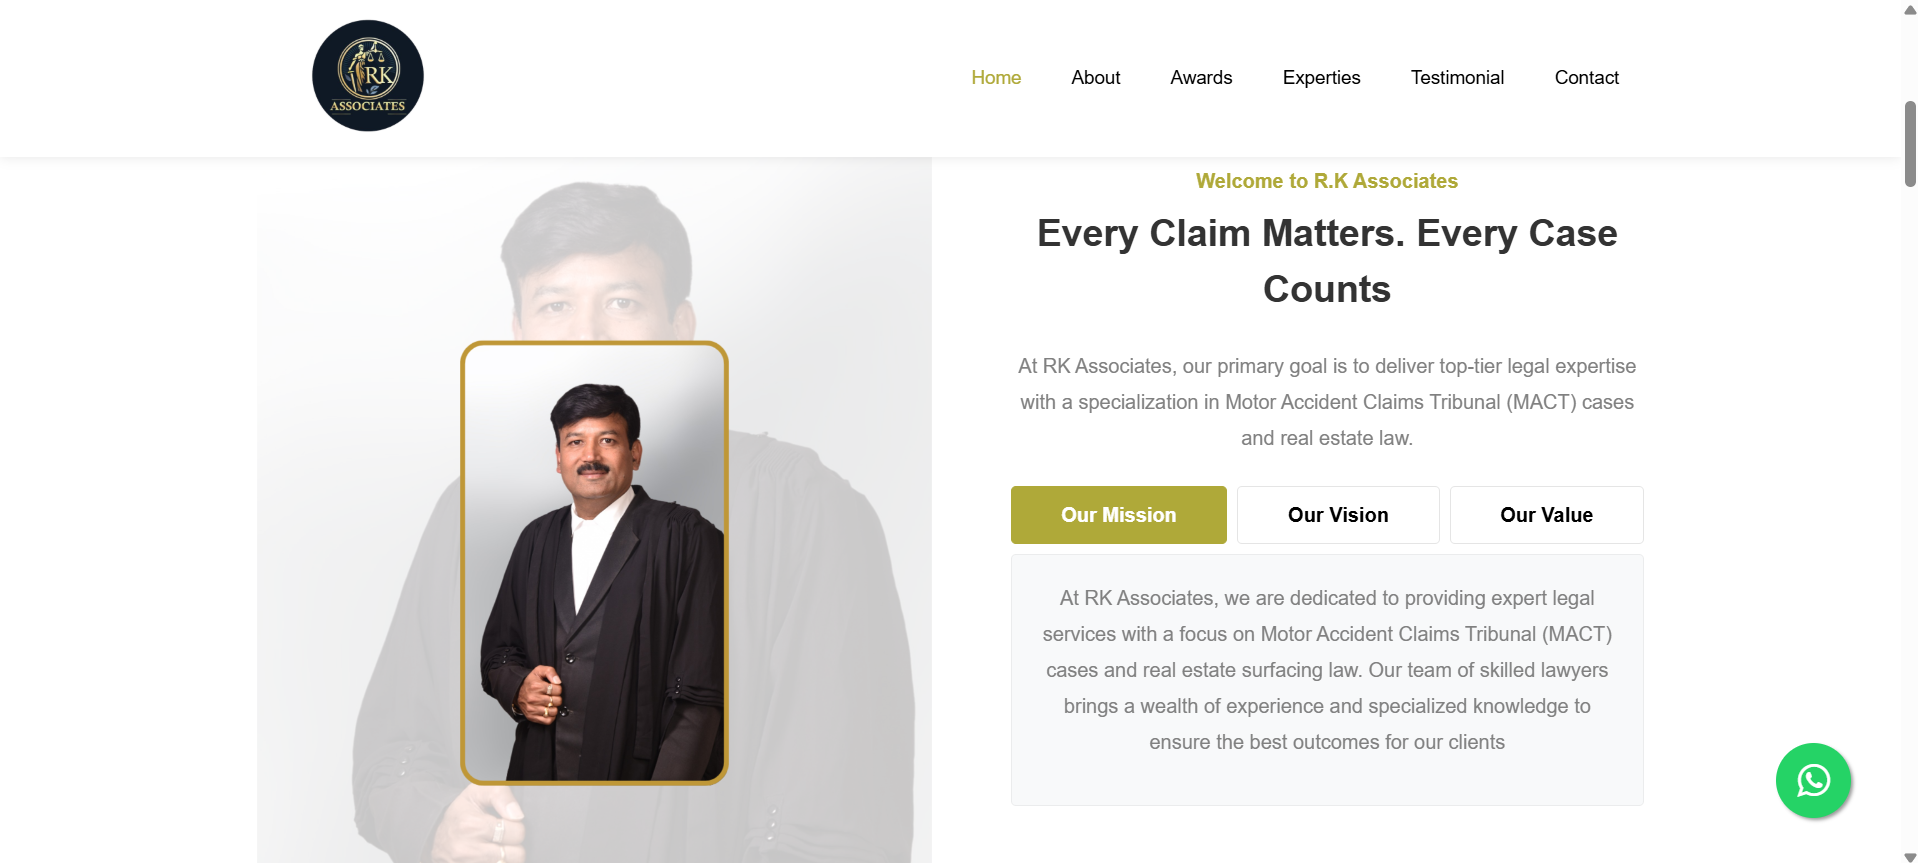 RK
ASSOCIATES
Home
About
Awards
Experties
Testimonial
Contact
Welcome to R.K Associates
Every Claim Matters. Every Case
Counts
At RK Associates, our primary goal is to deliver top-tier legal expertise
with a specialization in Motor Accident Claims Tribunal (MACT) cases
and real estate law.
Our Mission
Our Vision
Our Value
At RK Associates, we are dedicated to providing expert legal
services with a focus on Motor Accident Claims Tribunal (MACT)
cases and real estate surfacing law. Our team of skilled lawyers
brings a wealth of experience and specialized knowledge to
ensure the best outcomes for our clients